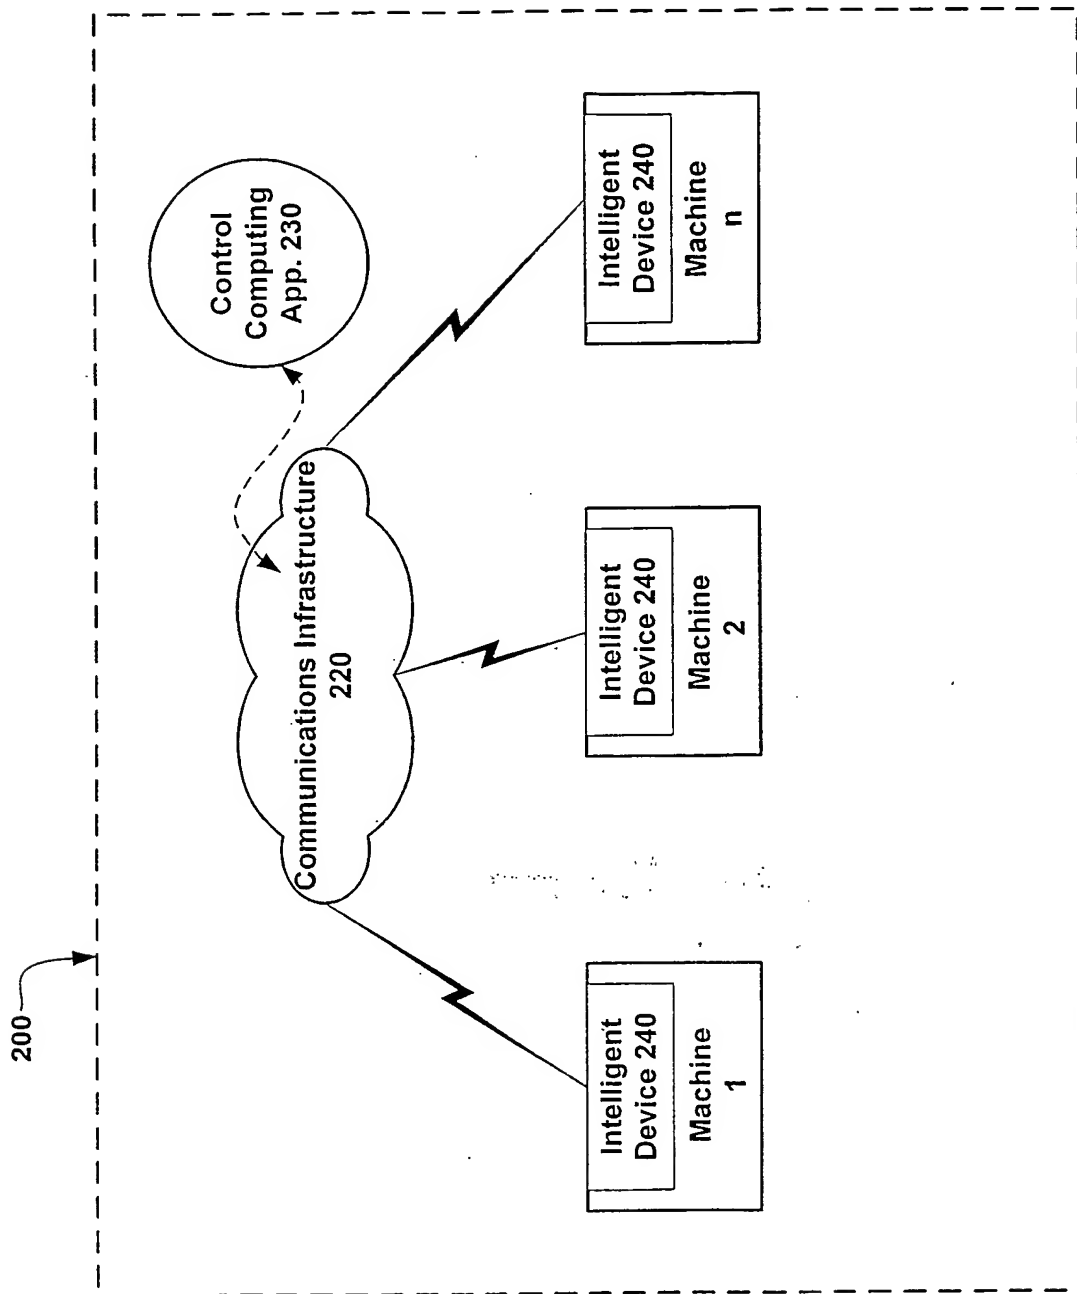 200
Control
Computing
App. 230
Communications Infrastructure
220
Intelligent
Device 240
Machine
1
Intelligent
Device 240
Machine
2
Intelligent
Device 240
Machine
n